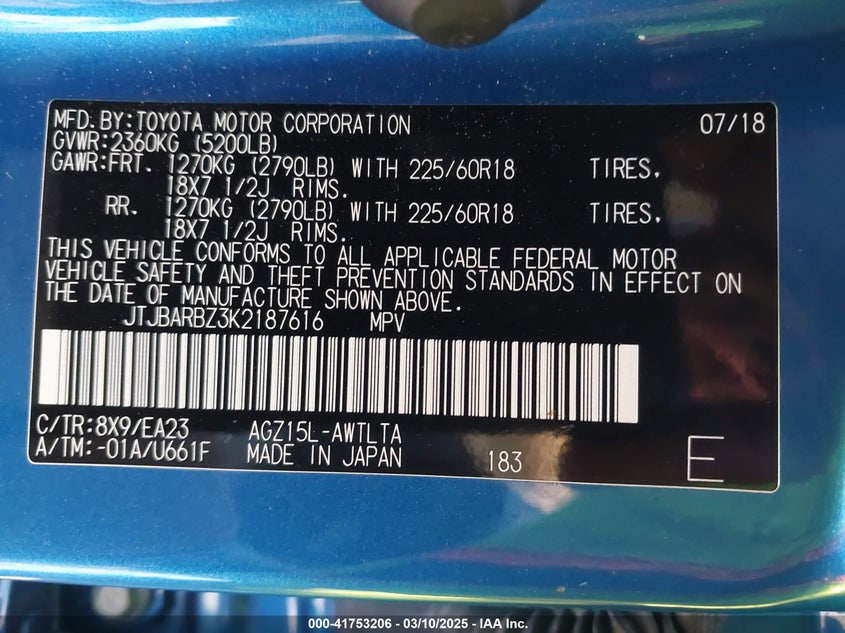 MFD.BY:TOYOTA MOTOR CORPORATION 07/18
GVWR:2360KG (5200LB)
GAWR:FRT. 1270KG (2790LB) WITH 225/60R18 TIRES.
18X7 1/2J RIMS.
RR. 1270KG (2790LB) WITH 225/60R18 TIRES.
18X7 1/2J RIMS.
THIS VEHICLE CONFORMS TO ALL APPLICABLE FEDERAL MOTOR
VEHICLE SAFETY AND THEFT PREVENTION STANDARDS IN EFFECT ON
THE DATE OF MANUFACTURE SHOWN ABOVE.
JTJBARBZ3K2187616 MPV
C/TR:8X9/EA23 AGZ15L-AWTLTA
A/TM:-01A/U661F MADE IN JAPAN 183 E
000-41753206 - 03/10/2025 - IAA Inc.